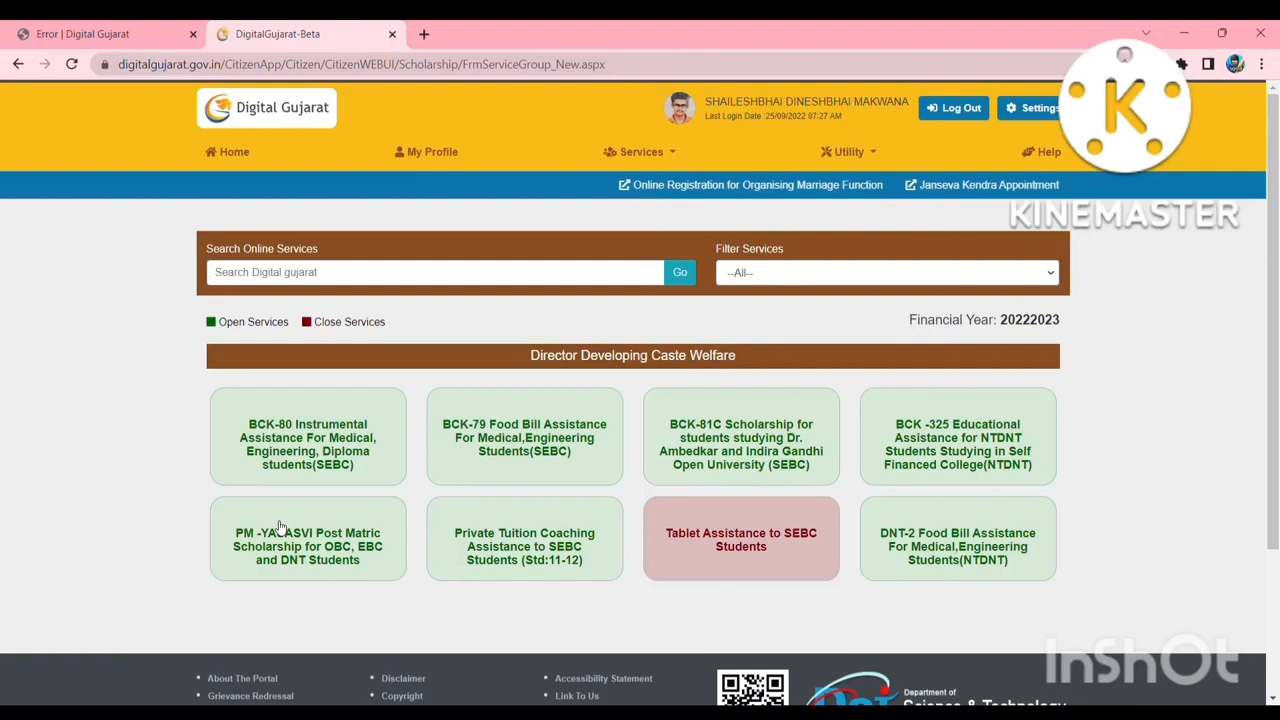 Error | Digital Gujarat
DigitalGujarat-Beta
digitalgujarat.gov.in/CitizenApp/Citizen/CitizenWEBUI/Scholarship/FrmServiceGroup_New.aspx
Digital Gujarat
SHAILESHBHAI DINESHBHAI MAKWANA
Last Login Date :25/09/2022 07:27 AM
Log Out
Settings
K
KINEMASTER
Home
My Profile
Services
Utility
Help
Online Registration for Organising Marriage Function
Janseva Kendra Appointment
Search Online Services
Filter Services
Search Digital gujarat
Go
--All--
Open Services
Close Services
Financial Year: 20222023
Director Developing Caste Welfare
BCK-80 Instrumental
Assistance For Medical,
Engineering, Diploma
students(SEBC)
BCK-79 Food Bill Assistance
For Medical,Engineering
Students(SEBC)
BCK-81C Scholarship for
students studying Dr.
Ambedkar and Indira Gandhi
Open University (SEBC)
BCK -325 Educational
Assistance for NTDNT
Students Studying in Self
Financed College(NTDNT)
PM -YASASVI Post Matric
Scholarship for OBC, EBC
and DNT Students
Private Tuition Coaching
Assistance to SEBC
Students (Std:11-12)
Tablet Assistance to SEBC
Students
DNT-2 Food Bill Assistance
For Medical,Engineering
Students(NTDNT)
About The Portal
Disclaimer
Accessibility Statement
Grievance Redressal
Copyright
Link To Us
Department of
Science & Technology
InShOt